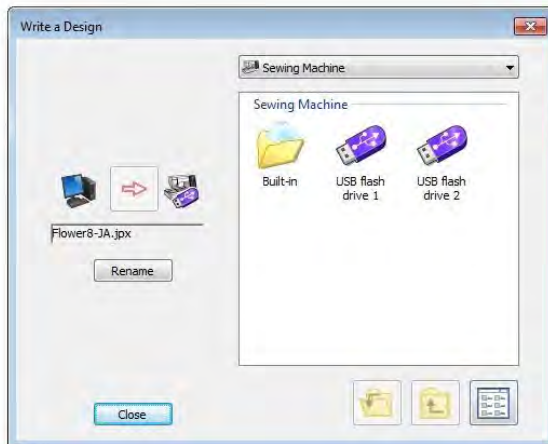 Write a Design
Sewing Machine
Sewing Machine
Built-in
USB flash
drive 1
USB flash
drive 2
Flower8-JA.jpx
Rename
Close